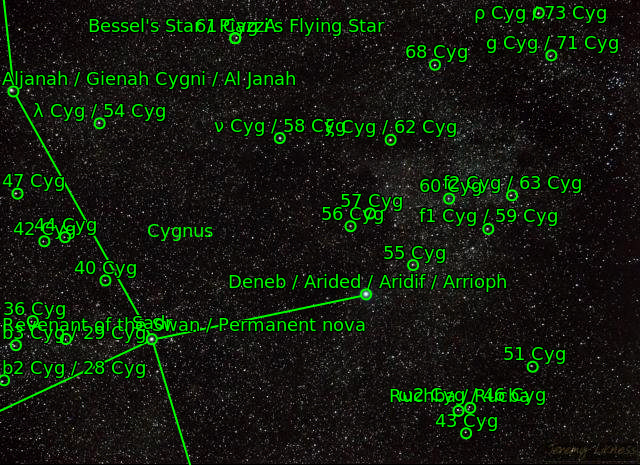 ρ Cyg / 73 Cyg
Bessel's Star / Piazzi's Flying Star
61 Cyg A
g Cyg / 71 Cyg
68 Cyg
Aljanah / Gienah Cygni / Al Janah
λ Cyg / 54 Cyg
ν Cyg / 58 Cyg
ξ Cyg / 62 Cyg
47 Cyg
60 Cyg
f2 Cyg / 63 Cyg
57 Cyg
56 Cyg
f1 Cyg / 59 Cyg
42 Cyg
44 Cyg
Cygnus
55 Cyg
40 Cyg
Deneb / Arided / Aridif / Arrioph
36 Cyg
Revenant of the Swan / Permanent nova
Sadr
b3 Cyg / 29 Cyg
51 Cyg
b2 Cyg / 28 Cyg
Ruchba / Rucba
ω2 Cyg / 46 Cyg
43 Cyg